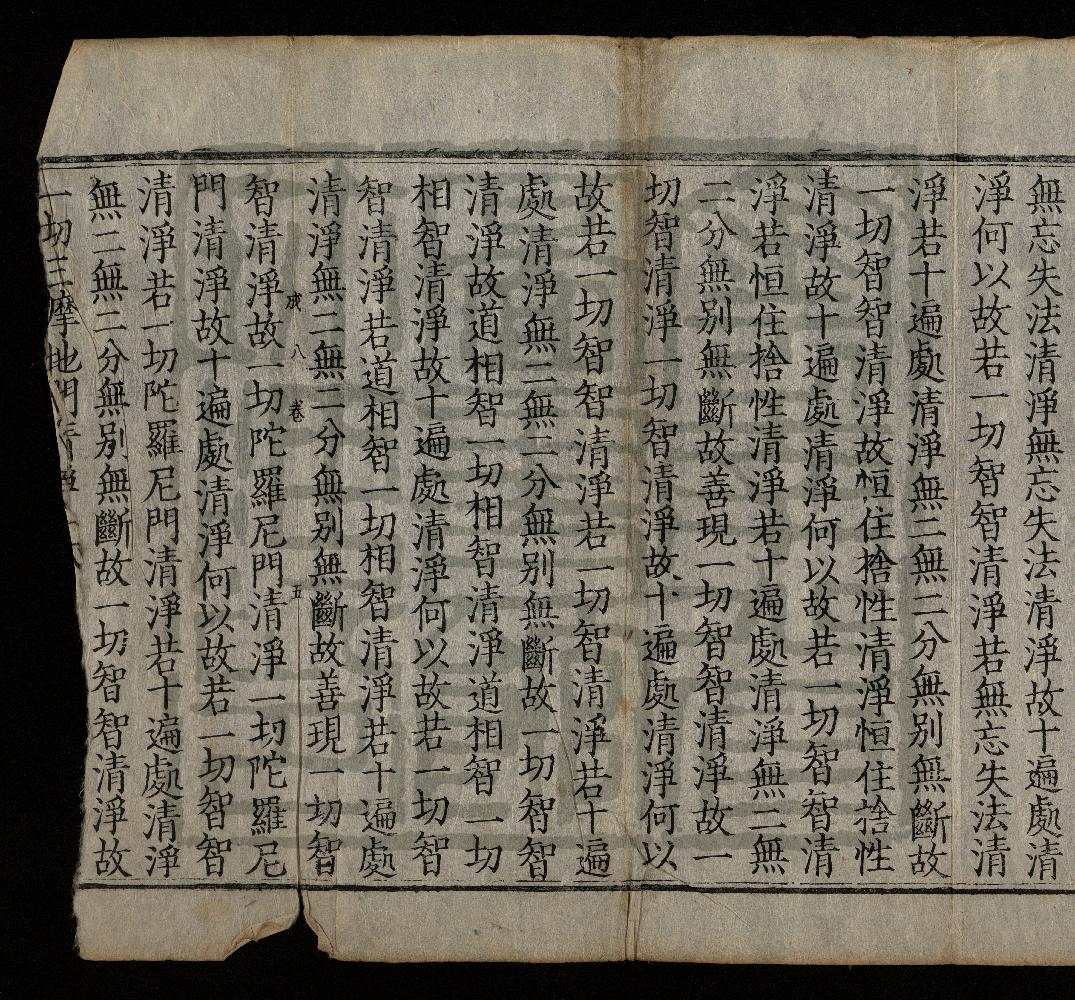 無忘失法清淨無忘失法清淨故十遍處清
淨何以故若一切智智清淨若無忘失法清
淨若十遍處清淨無二無二分無别無斷故
一切智智清淨故恒住捨性清淨恒住捨性
清淨故十遍處清淨何以故若一切智智清
淨若恒住捨性清淨若十遍處清淨無二無
二分無别無斷故善現一切智智清淨故一
切智清淨一切智清淨故十遍處清淨何以
故若一切智智清淨若一切智清淨若十遍
處清淨無二無二分無别無斷故一切智智
清淨故道相智一切相智清淨道相智一切
相智清淨故十遍處清淨何以故若一切智
智清淨若道相智一切相智清淨若十遍處
清淨無二無二分無别無斷故善現一切智
八 卷 五
智清淨故一切陀羅尼門清淨一切陀羅尼
門清淨故十遍處清淨何以故若一切智智
清淨若一切陀羅尼門清淨若十遍處清淨
無二無二分無别無斷故一切智智清淨故
一切三摩地門清